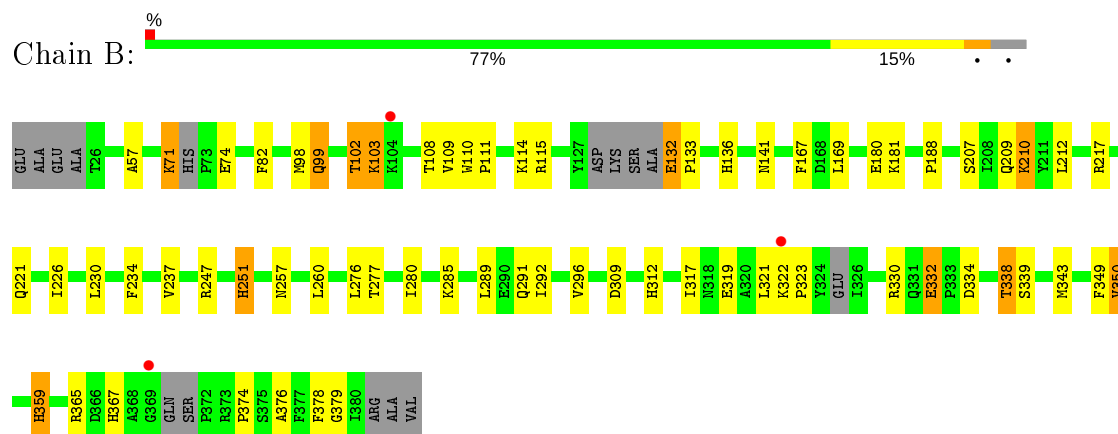 %
Chain B:
77% 15% • •
GLU ALA GLU ALA T26 A57 K71 HIS P73 E74 F82 M98 Q99 T102 K103 K104 T108 V109 W110 P111 K114 R115 Y127 ASP LYS SER ALA E132 P133 H136 N141 F167 D168 L169 E180 K181 P188 S207 I208 Q209 K210 Y211 L212 R217
Q221 I226 L230 F234 V237 R247 H251 N257 L260 L276 T277 I280 K285 L289 E290 Q291 I292 V296 D309 H312 I317 N318 E319 A320 L321 K322 P323 Y324 GLU I326 R330 Q331 E332 P333 D334 T338 S339 M343 F349
H359 R365 D366 H367 A368 G369 GLN SER P372 R373 P374 S375 A376 F377 F378 G379 I380 ARG ALA VAL